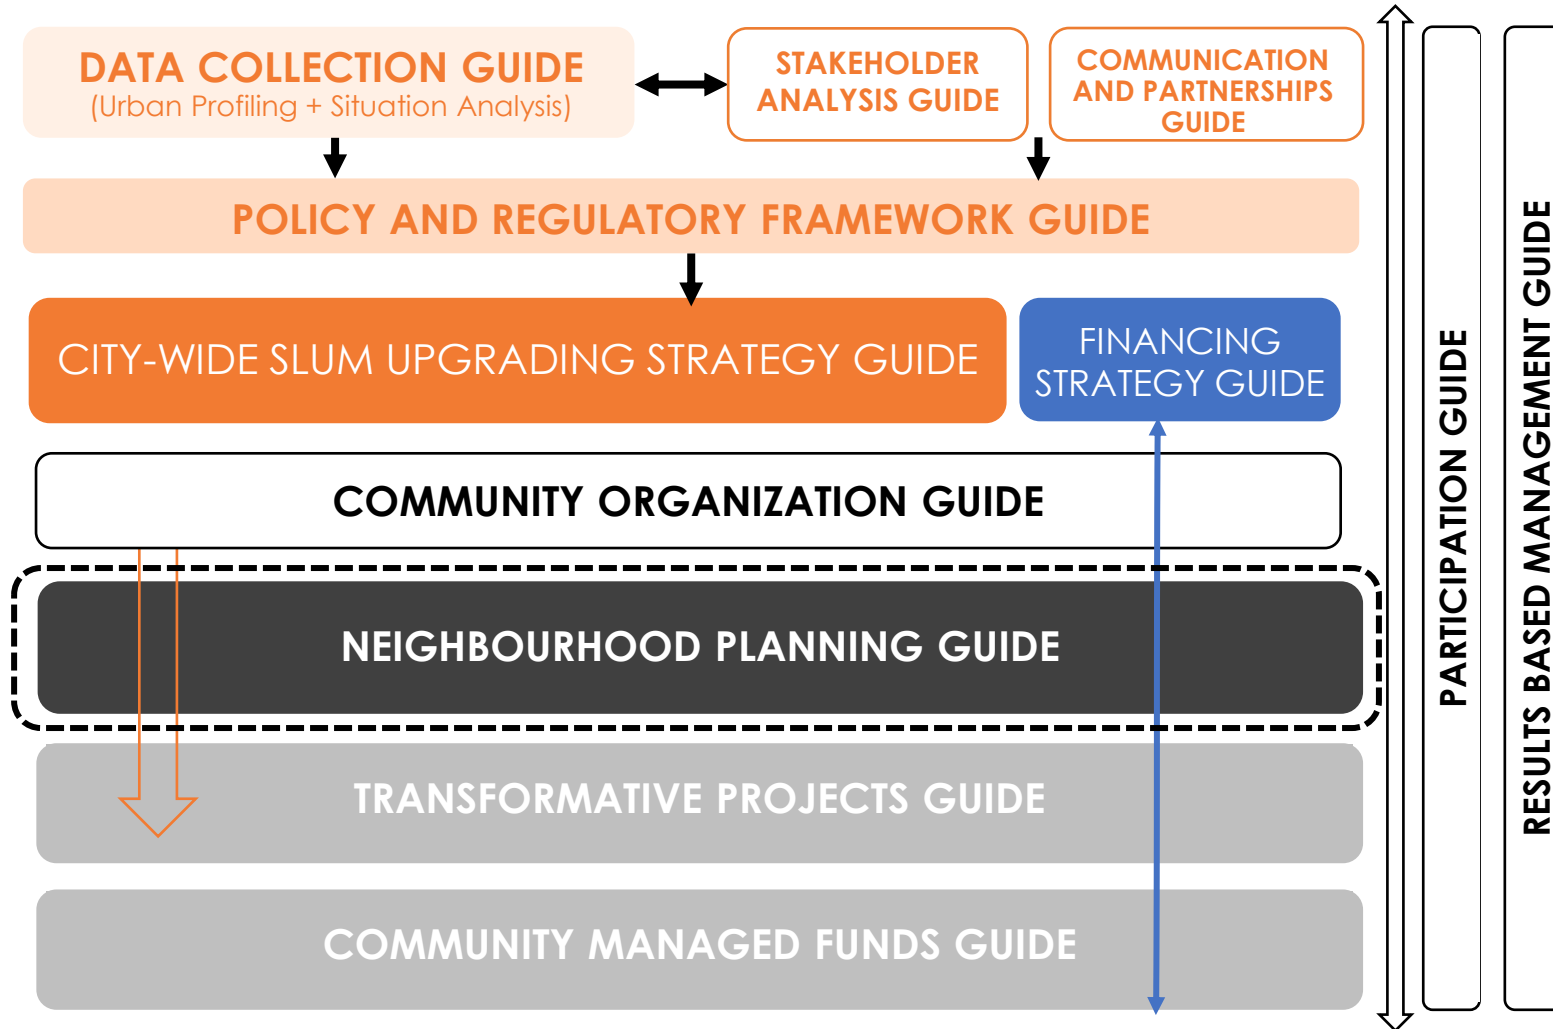 DATA COLLECTION GUIDE
(Urban Profiling + Situation Analysis)
STAKEHOLDER
ANALYSIS GUIDE
COMMUNICATION
AND PARTNERSHIPS
GUIDE
POLICY AND REGULATORY FRAMEWORK GUIDE
CITY-WIDE SLUM UPGRADING STRATEGY GUIDE
FINANCING
STRATEGY GUIDE
COMMUNITY ORGANIZATION GUIDE
NEIGHBOURHOOD PLANNING GUIDE
TRANSFORMATIVE PROJECTS GUIDE
COMMUNITY MANAGED FUNDS GUIDE
PARTICIPATION GUIDE
RESULTS BASED MANAGEMENT GUIDE